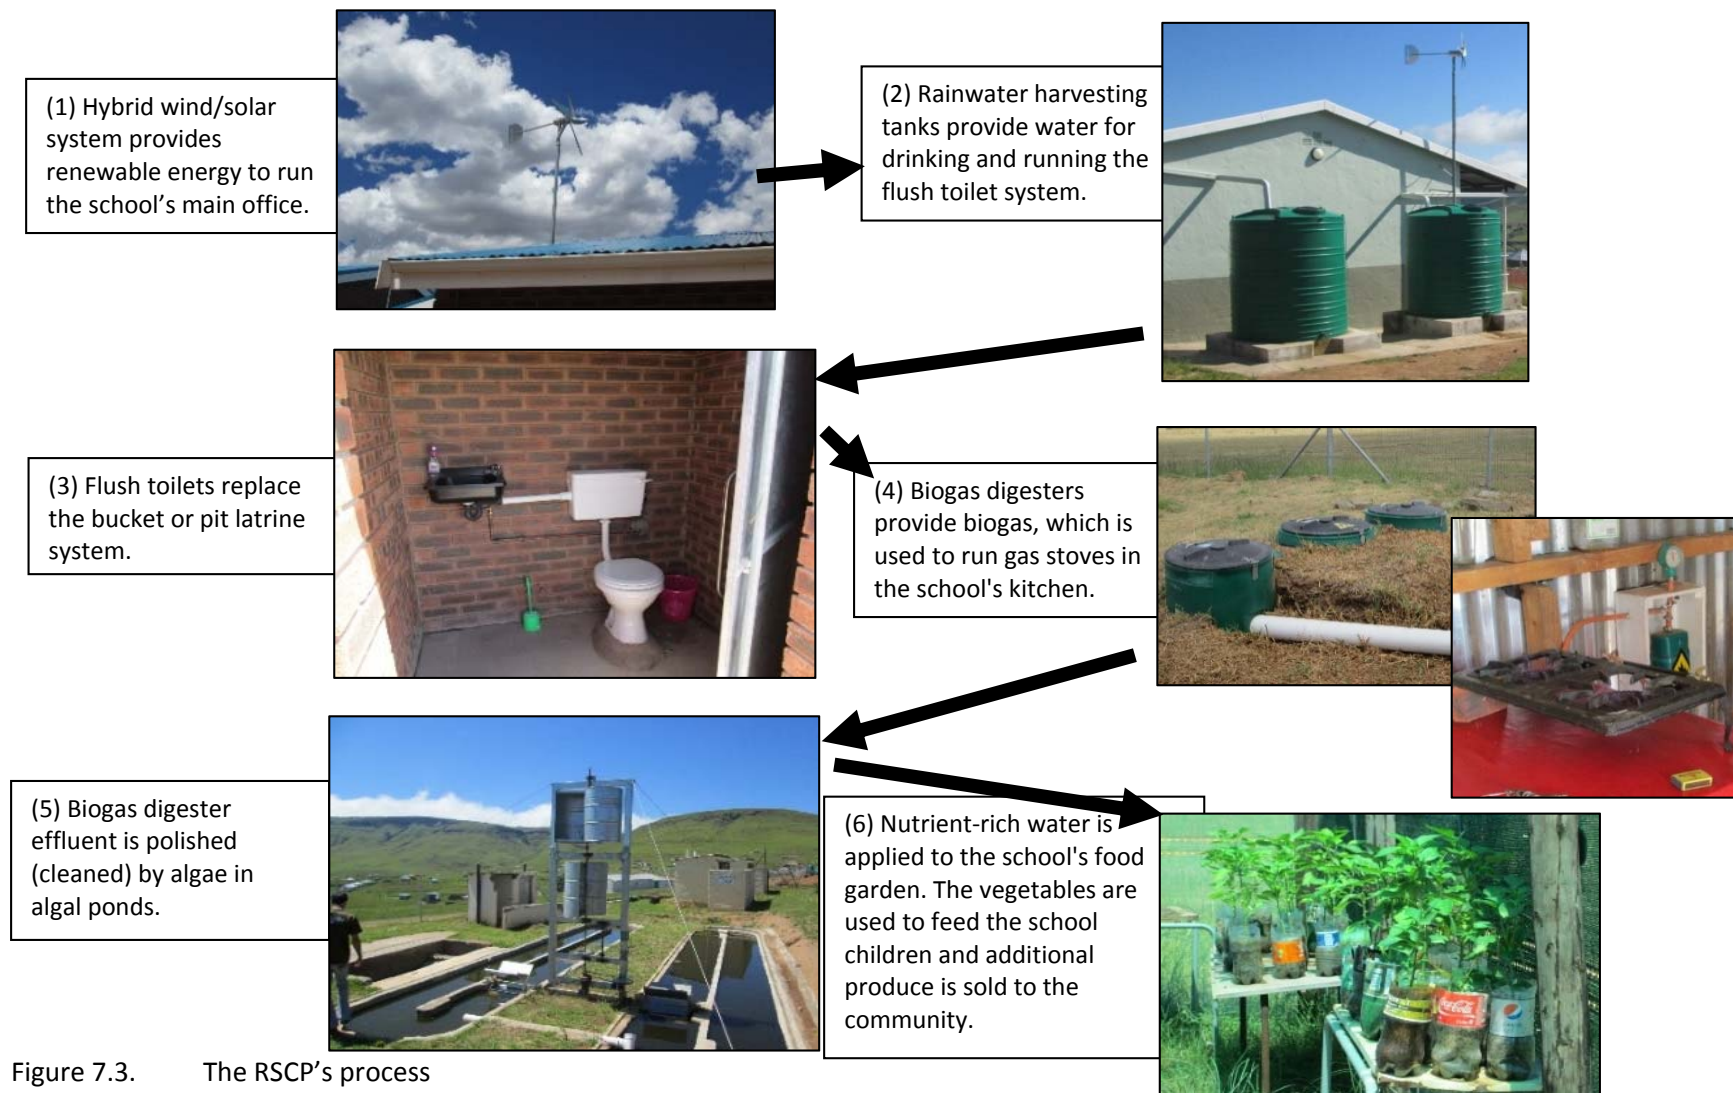 (1) Hybrid wind/solar
system provides
renewable energy to run
the school’s main office.
(2) Rainwater harvesting
tanks provide water for
drinking and running the
flush toilet system.
(3) Flush toilets replace
the bucket or pit latrine
system.
(4) Biogas digesters
provide biogas, which is
used to run gas stoves in
the school's kitchen.
(5) Biogas digester
effluent is polished
(cleaned) by algae in
algal ponds.
(6) Nutrient-rich water is
applied to the school's food
garden. The vegetables are
used to feed the school
children and additional
produce is sold to the
community.
Coca-Cola
pepsi
Figure 7.3. The RSCP’s process